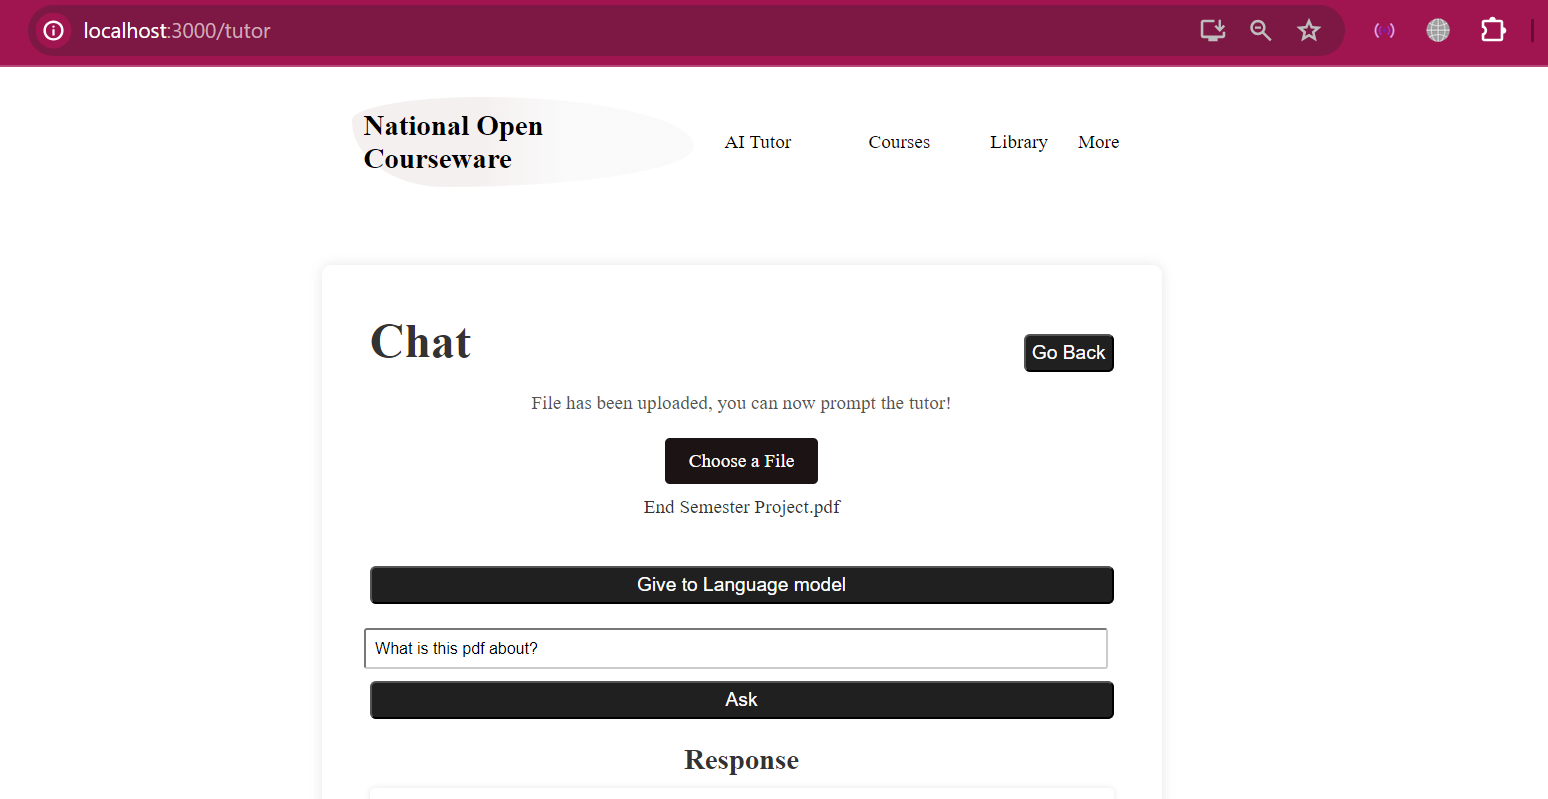 localhost:3000/tutor
National Open
Courseware
AI Tutor
Courses
Library
More
Chat
Go Back
File has been uploaded, you can now prompt the tutor!
Choose a File
End Semester Project.pdf
Give to Language model
What is this pdf about?
Ask
Response